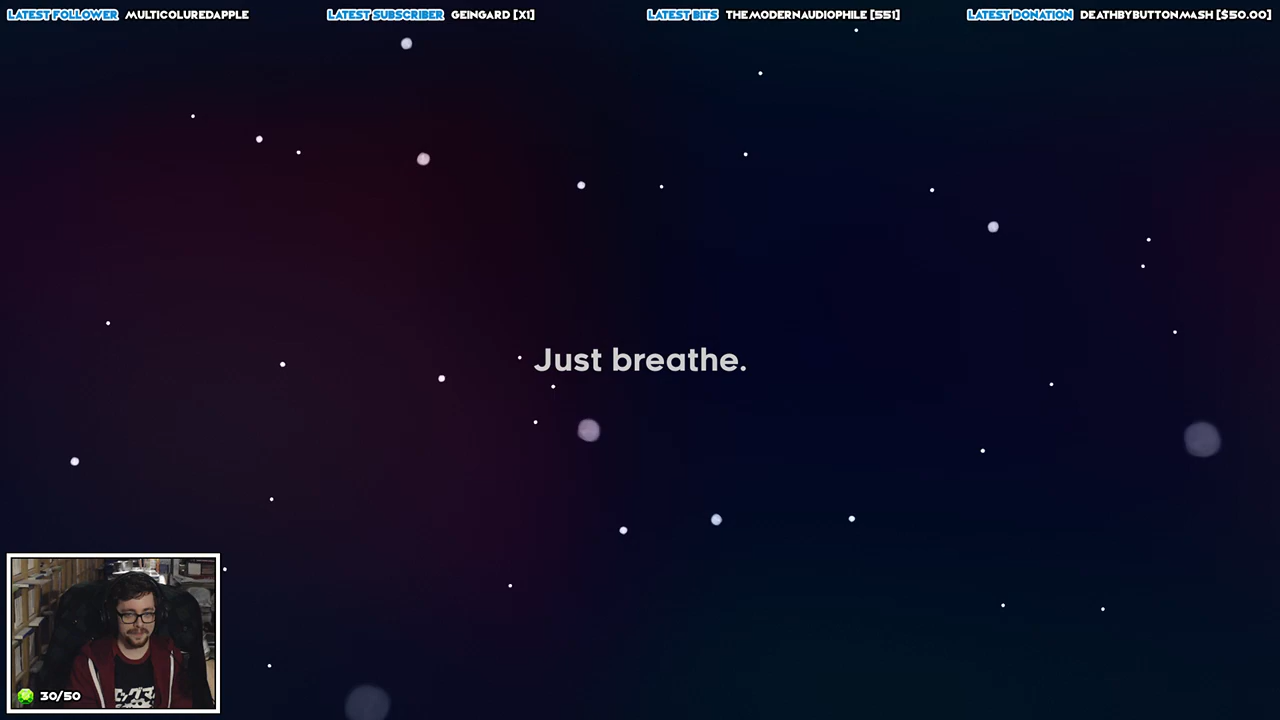 LATEST FOLLOWER MULTICOLUREDAPPLE
LATEST SUBSCRIBER GEINGARD [X1]
LATEST BITS THEMODERNAUDIOPHILE [551]
LATEST DONATION DEATHBYBUTTONMASH [$50.00]
Just breathe.
30/50